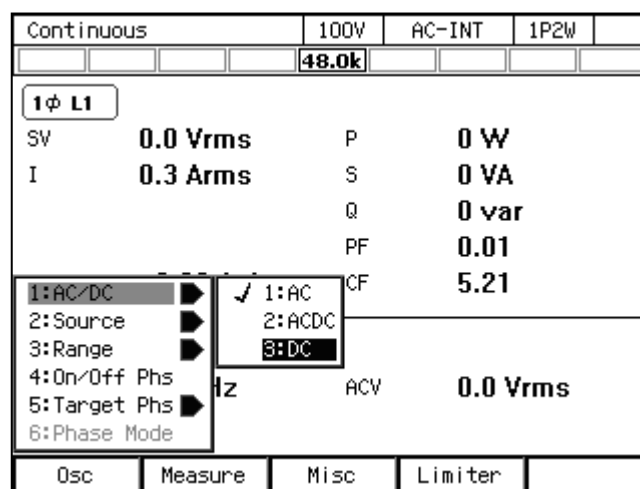 Continuous 100V AC-INT 1P2W
48.0k
1φ L1
SV 0.0 Vrms P 0 W
I 0.3 Arms S 0 VA
Q 0 var
PF 0.01
CF 5.21
1:AC/DC ✓ 1:AC
2:Source 2:ACDC
3:Range 3:DC
4:On/Off Phs Hz ACV 0.0 Vrms
5:Target Phs
6:Phase Mode
Osc Measure Misc Limiter